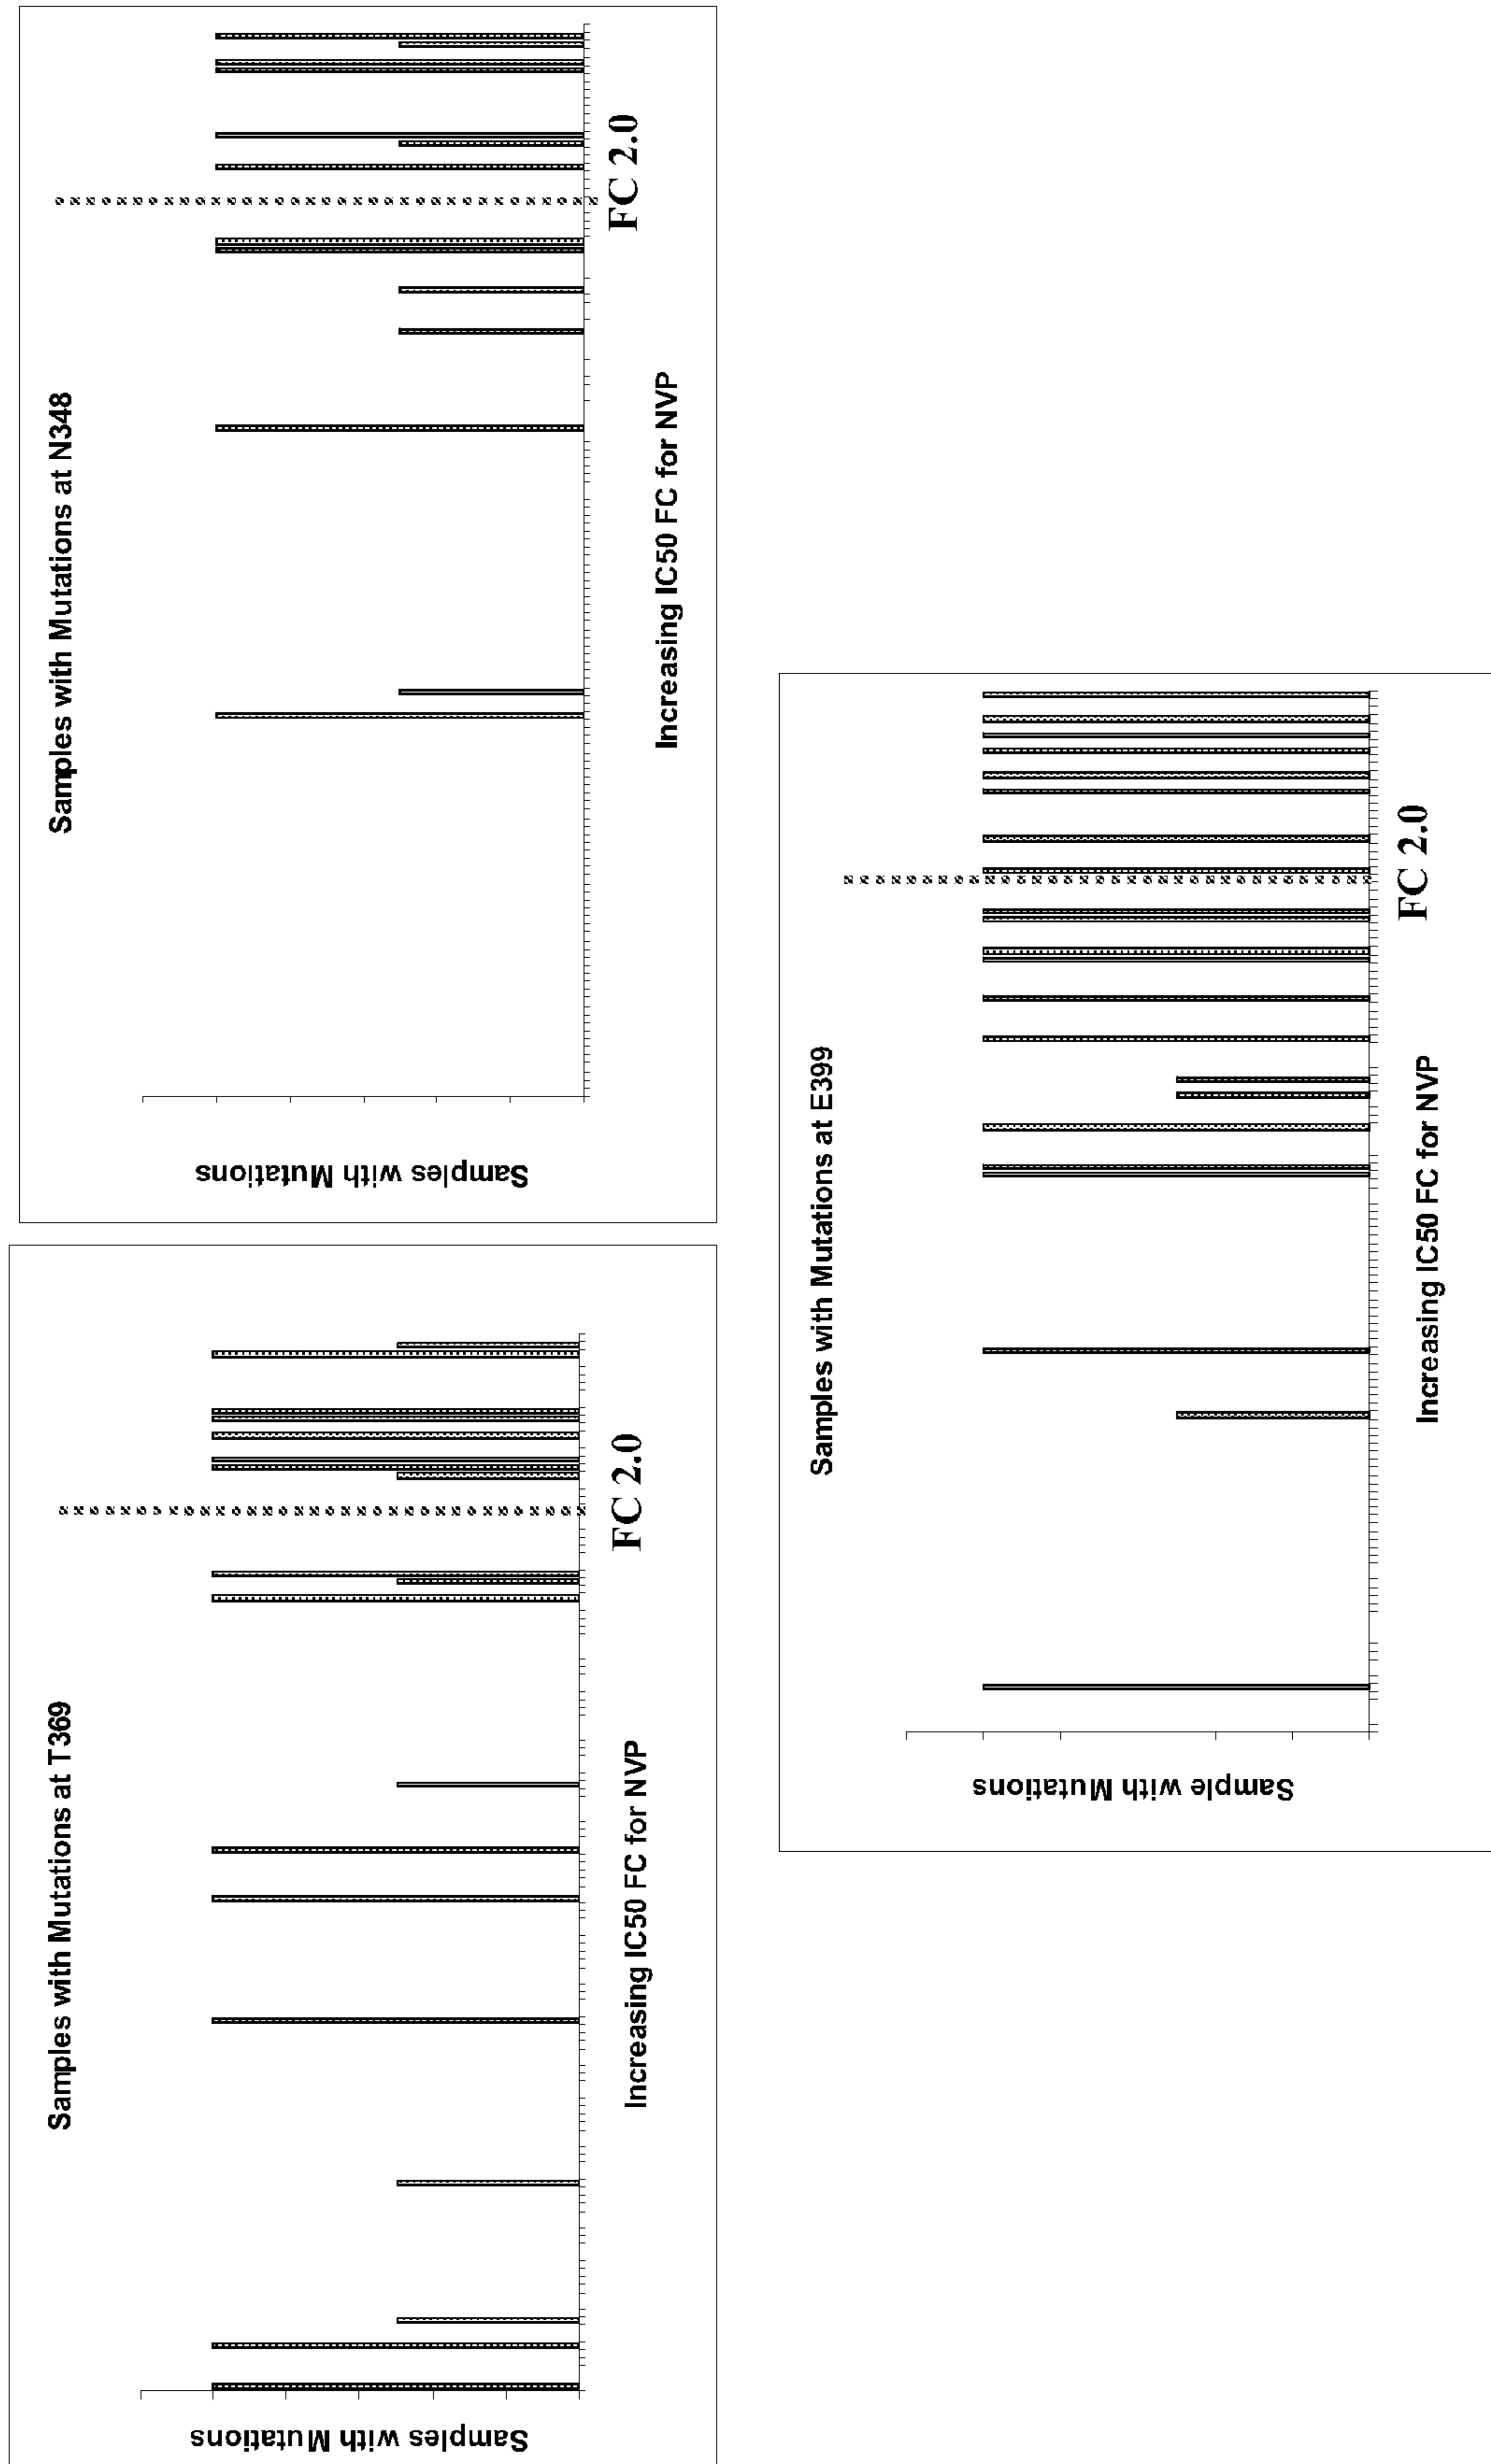 Samples with Mutations at T369
Samples with Mutations
FC 2.0
Increasing IC50 FC for NVP
Samples with Mutations at N348
Samples with Mutations
FC 2.0
Increasing IC50 FC for NVP
Samples with Mutations at E399
Sample with Mutations
FC 2.0
Increasing IC50 FC for NVP